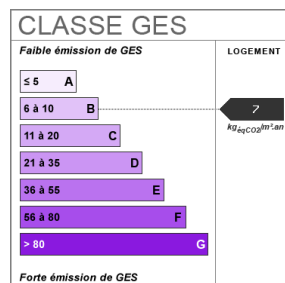 CLASSE GES
Faible émission de GES
LOGEMENT
≤ 5 A
6 à 10 B
7
kgéqCO2/m².an
11 à 20 C
21 à 35 D
36 à 55 E
56 à 80 F
> 80 G
Forte émission de GES